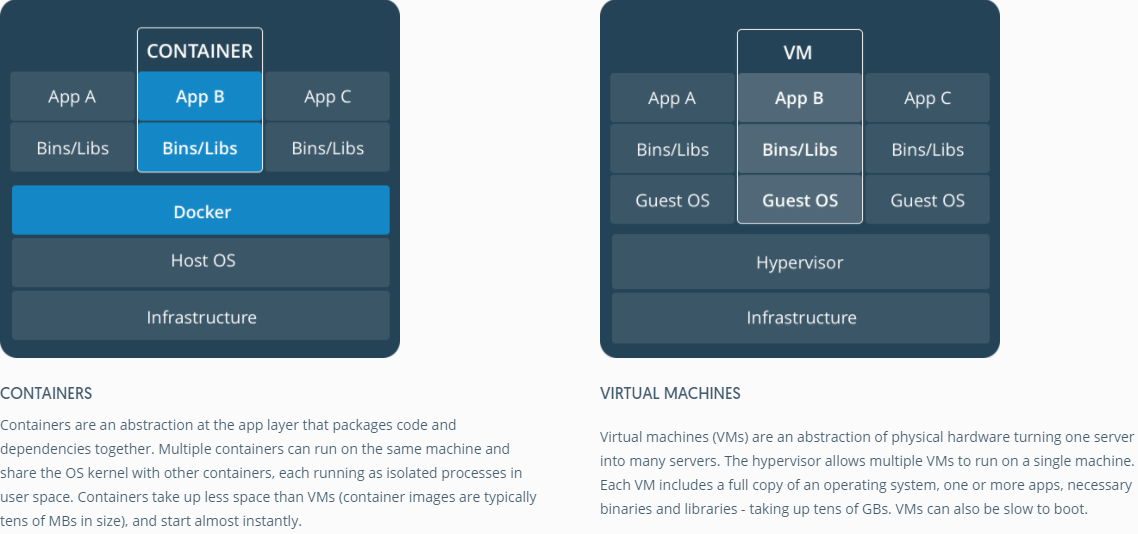 CONTAINER
App A
App B
App C
Bins/Libs
Bins/Libs
Bins/Libs
Docker
Host OS
Infrastructure
CONTAINERS
Containers are an abstraction at the app layer that packages code and
dependencies together. Multiple containers can run on the same machine and
share the OS kernel with other containers, each running as isolated processes in
user space. Containers take up less space than VMs (container images are typically
tens of MBs in size), and start almost instantly.
VM
App A
App B
App C
Bins/Libs
Bins/Libs
Bins/Libs
Guest OS
Guest OS
Guest OS
Hypervisor
Infrastructure
VIRTUAL MACHINES
Virtual machines (VMs) are an abstraction of physical hardware turning one server
into many servers. The hypervisor allows multiple VMs to run on a single machine.
Each VM includes a full copy of an operating system, one or more apps, necessary
binaries and libraries - taking up tens of GBs. VMs can also be slow to boot.